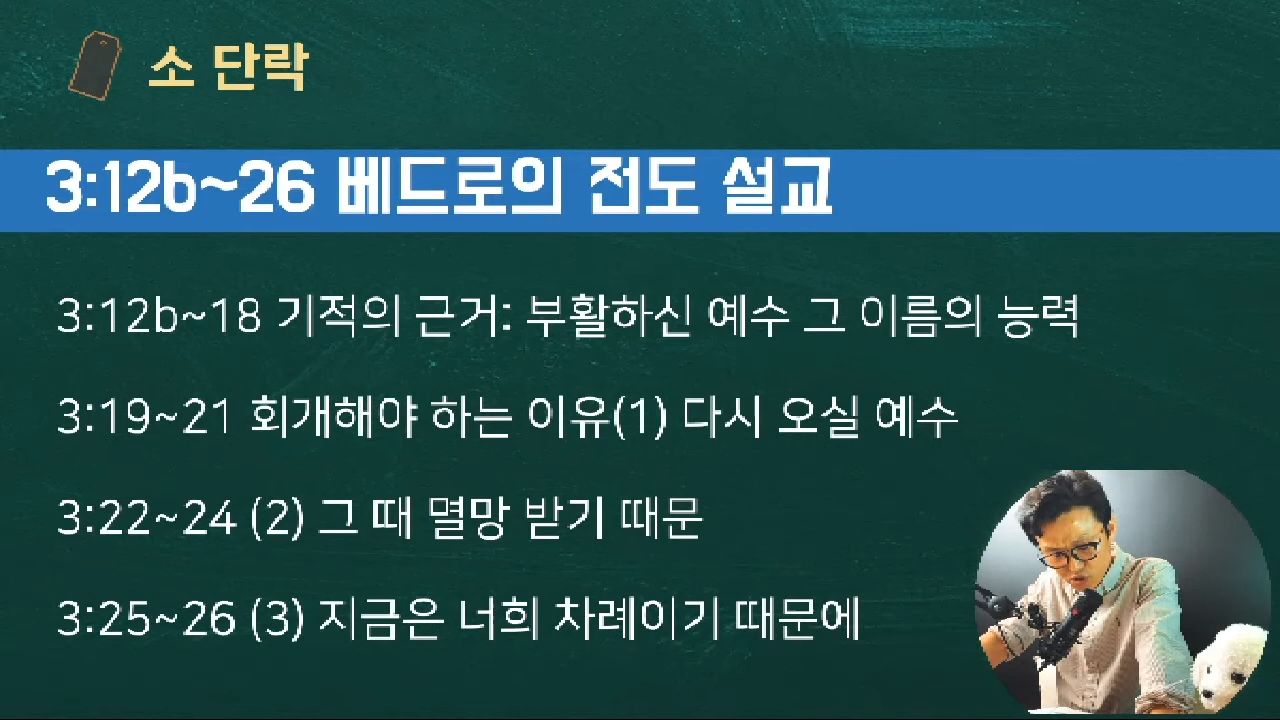 소 단락
3:12b~26 베드로의 전도 설교
3:12b~18 기적의 근거: 부활하신 예수 그 이름의 능력
3:19~21 회개해야 하는 이유(1) 다시 오실 예수
3:22~24 (2) 그 때 멸망 받기 때문
3:25~26 (3) 지금은 너희 차례이기 때문에